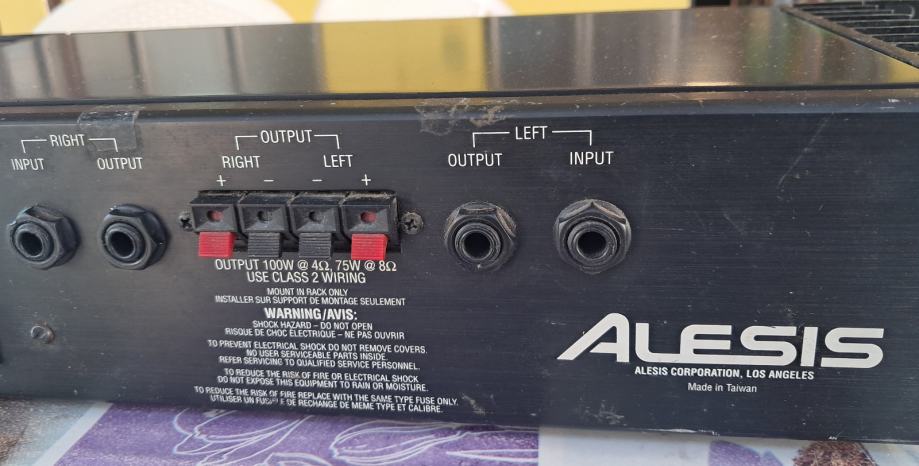 RIGHT
INPUT OUTPUT
OUTPUT
RIGHT LEFT
+ − − +
LEFT
OUTPUT INPUT
OUTPUT 100W @ 4Ω, 75W @ 8Ω
USE CLASS 2 WIRING
MOUNT IN RACK ONLY
INSTALLER SUR SUPPORT DE MONTAGE SEULEMENT
WARNING/AVIS:
SHOCK HAZARD – DO NOT OPEN
RISQUE DE CHOC ÉLECTRIQUE – NE PAS OUVRIR
TO PREVENT ELECTRICAL SHOCK DO NOT REMOVE COVERS.
NO USER SERVICEABLE PARTS INSIDE.
REFER SERVICING TO QUALIFIED SERVICE PERSONNEL.
TO REDUCE THE RISK OF FIRE OR ELECTRICAL SHOCK
DO NOT EXPOSE THIS EQUIPMENT TO RAIN OR MOISTURE.
TO REDUCE THE RISK OF FIRE REPLACE WITH THE SAME TYPE FUSE ONLY.
UTILISER UN DE RECHANGE DE MEME TYPE ET CALIBRE.
ALESIS
ALESIS CORPORATION, LOS ANGELES
Made in Taiwan